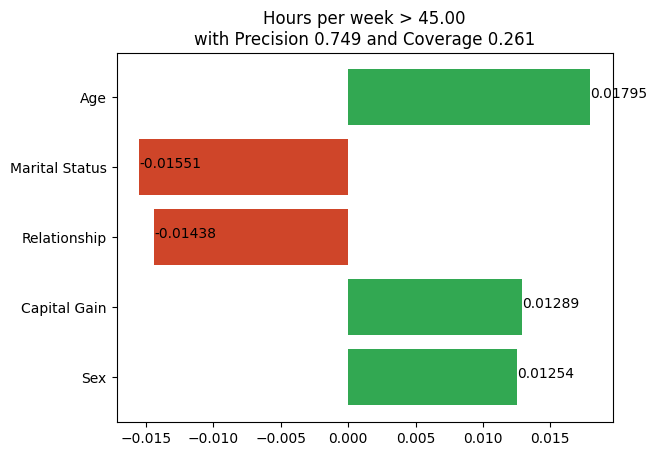 Hours per week > 45.00
with Precision 0.749 and Coverage 0.261
Age
0.01795
Marital Status
-0.01551
Relationship
-0.01438
Capital Gain
0.01289
Sex
0.01254
−0.015 −0.010 −0.005 0.000 0.005 0.010 0.015